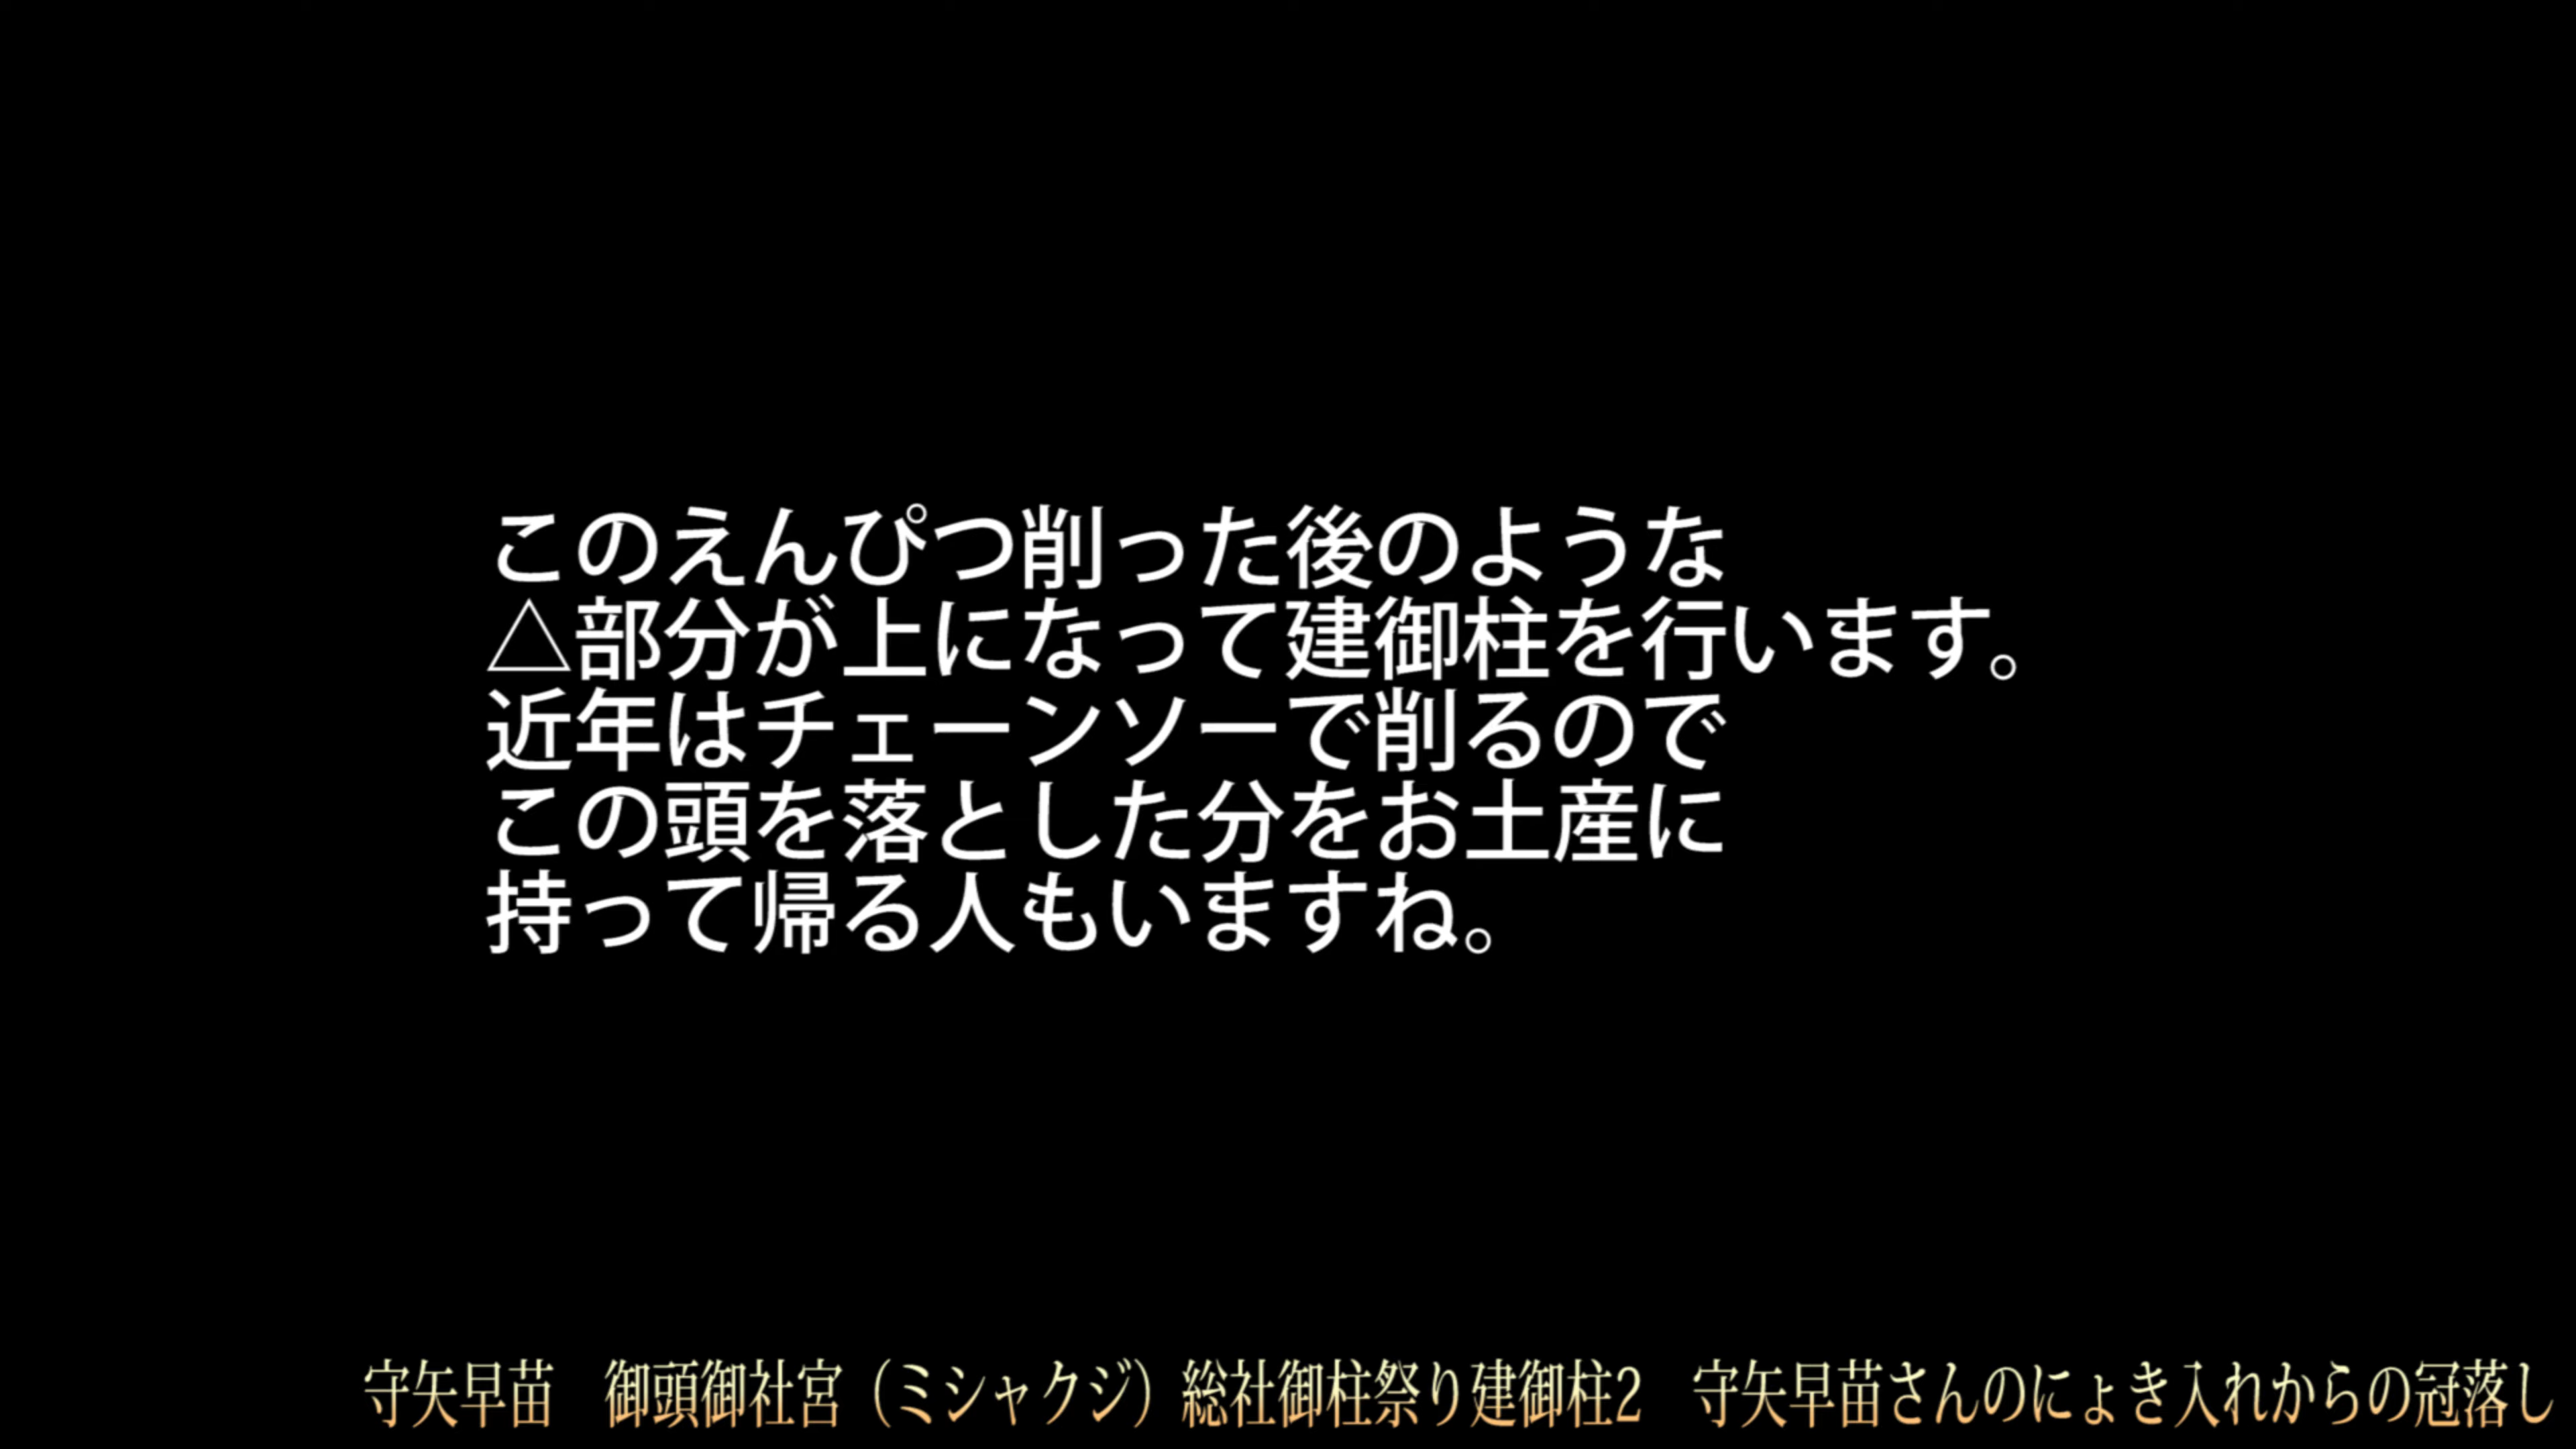 このえんぴつ削った後のような
△部分が上になって建御柱を行います。
近年はチェーンソーで削るので
この頭を落とした分をお土産に
持って帰る人もいますね。
守矢早苗　御頭御社宮（ミシャクジ）総社御柱祭り建御柱2　守矢早苗さんのにょき入れからの冠落し